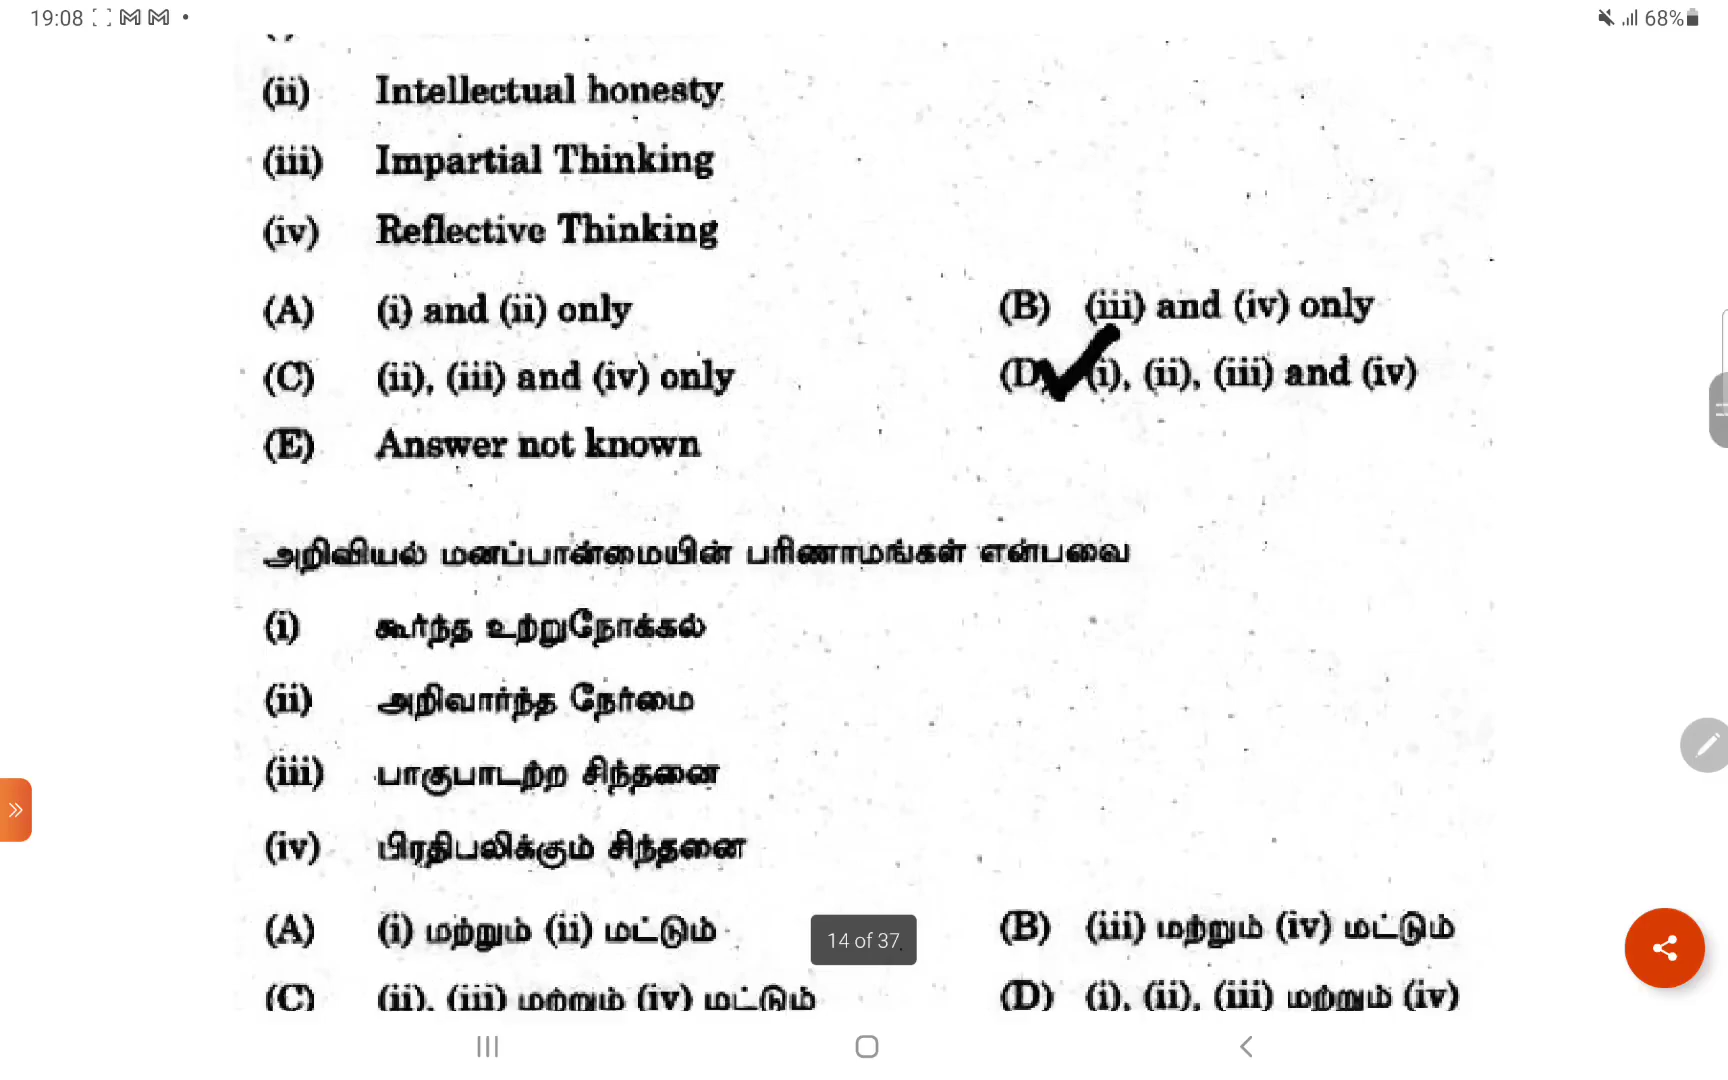 19:08
68%
(ii) Intellectual honesty
(iii) Impartial Thinking
(iv) Reflective Thinking
(A) (i) and (ii) only (B) (iii) and (iv) only
(C) (ii), (iii) and (iv) only (D) (i), (ii), (iii) and (iv)
(E) Answer not known
அறிவியல் மனப்பான்மையின் பரிணாமங்கள் என்பவை
(i) கூர்ந்த உற்றுநோக்கல்
(ii) அறிவார்ந்த நேர்மை
(iii) பாகுபாடற்ற சிந்தனை
(iv) பிரதிபலிக்கும் சிந்தனை
(A) (i) மற்றும் (ii) மட்டும் (B) (iii) மற்றும் (iv) மட்டும்
14 of 37
(C) (ii), (iii) மற்றும் (iv) மட்டும் (D) (i), (ii), (iii) மற்றும் (iv)